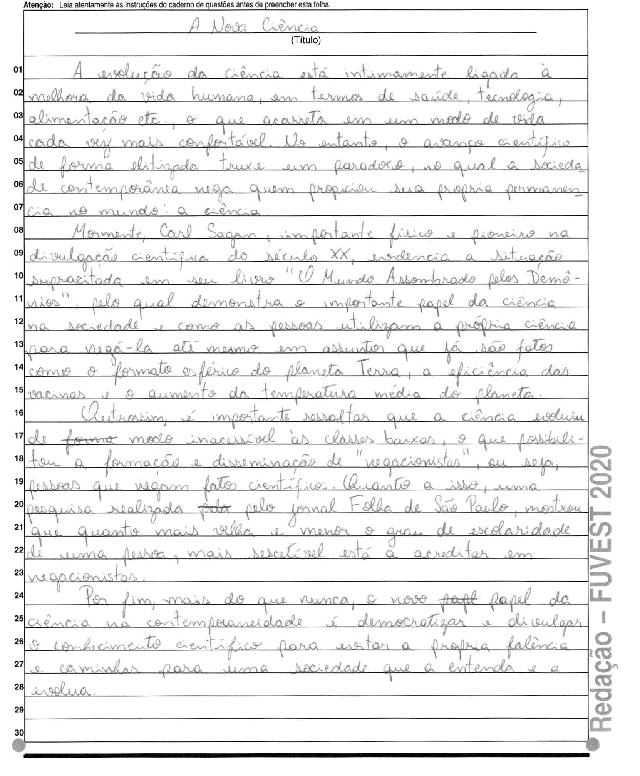 Atenção: Leia atentamente as instruções do caderno de questões antes de preencher esta folha.
A Nova Ciência
(Título)
01 A evolução da ciência está intimamente ligada à
02 melhora da vida humana, em termos de saúde, tecnologia,
03 alimentação etc., o que acarreta em um modo de vida
04 cada vez mais confortável. No entanto, o avanço científico
05 de forma elitizada truxe um paradoxo, no qual a socieda-
06 de contemporânea nega quem propiciou sua propria permanen-
07 cia no mundo: a ciência
08 Mormente, Carl Sagan, importante físico e pioneiro na
09 divulgação científica do século XX, evidencia a situação
10 supracitada em seu livro "O Mundo Assombrado pelos Demô-
11 nios", pelo qual demonstra o importante papel da ciência
12 na sociedade e como as pessoas utilizam a própria ciência
13 para negá-la até mesmo em assuntos que já são fatos
14 como o formato esférico do planeta Terra, a eficiência das
15 vacinas e o aumento da temperatura média do planeta.
16 Outrossim, é importante ressaltar que a ciência evoluiu
17 de forma modo inacessível às classes baixas, o que possibili-
18 tou a formação e disseminação de "negacionistas", ou seja,
19 pessoas que negam fatos científicos. Quanto a isso, uma
20 pesquisa realizada pela pelo jornal Folha de São Paulo, mostrou
21 que quanto mais velha e menor o grau de escolaridade
22 de uma pessoa, mais sescetível está a acreditar em
23 negacionistas.
24 Por fim, mais do que nunca, o novo papl papel da
25 ciência na contemporaneidade é democratizar e divulgar
26 o conhecimento científico para evitar a propria falência
27 e caminhar para uma sociedade que a entenda e a
28 evolua.
29
30
Redação – FUVEST 2020